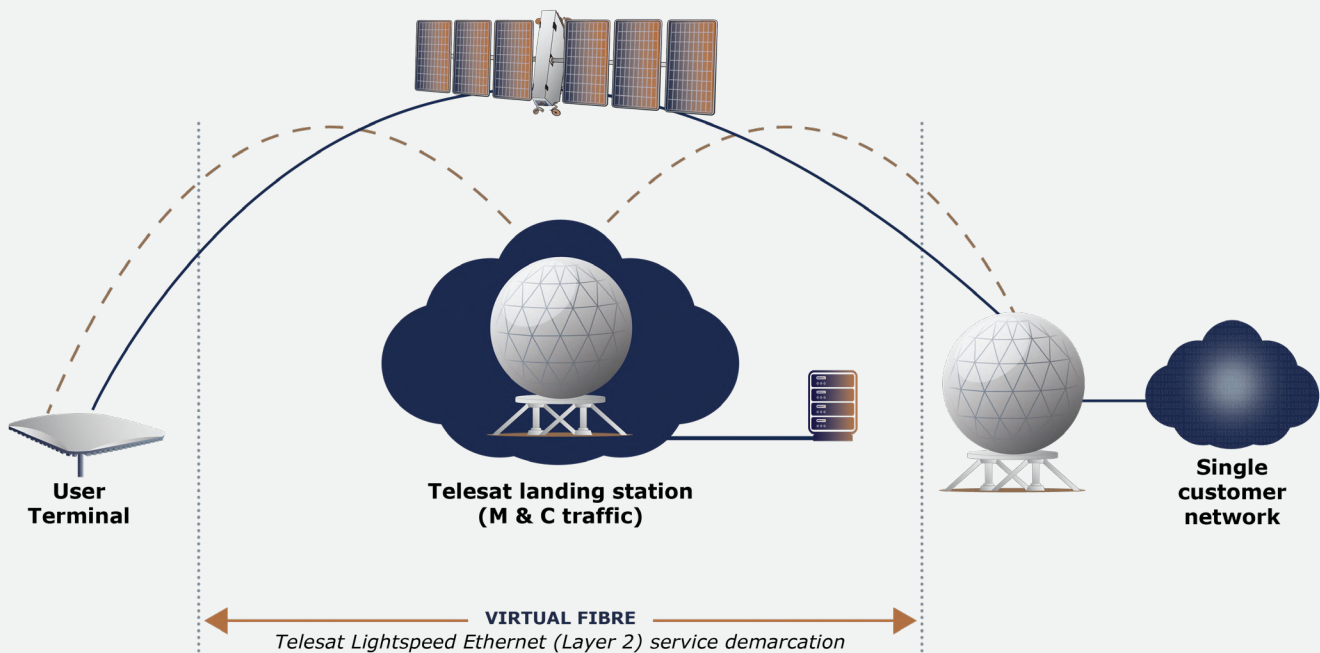 User
Terminal
Telesat landing station
(M & C traffic)
Single
customer
network
VIRTUAL FIBRE
Telesat Lightspeed Ethernet (Layer 2) service demarcation